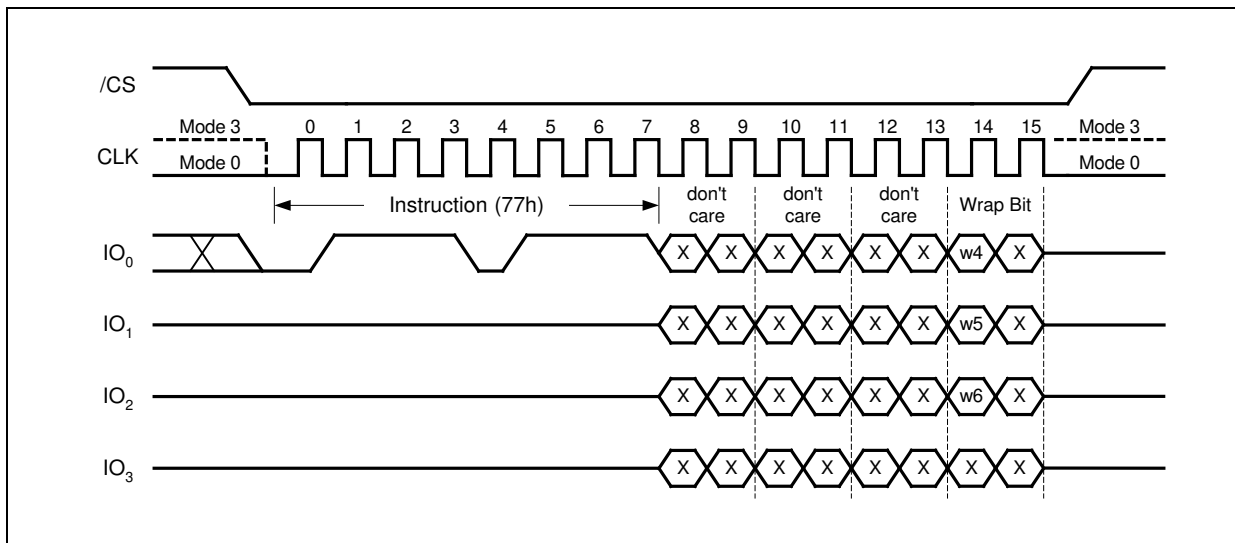 /CS
Mode 3 0 1 2 3 4 5 6 7 8 9 10 11 12 13 14 15 Mode 3
CLK Mode 0 Mode 0
Instruction (77h) don't care don't care don't care Wrap Bit
IO0 X X X X X X w4 X
IO1 X X X X X X w5 X
IO2 X X X X X X w6 X
IO3 X X X X X X X X